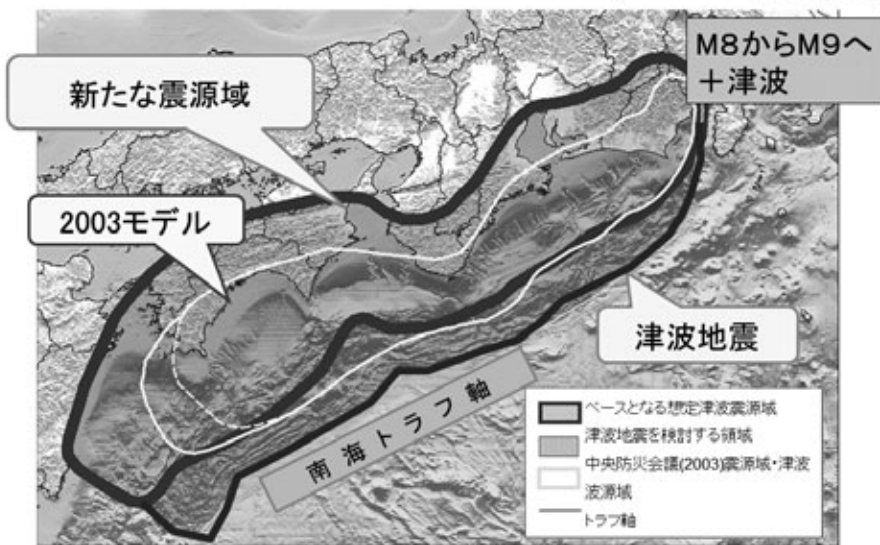 M8からM9へ
+津波
新たな震源域
2003モデル
津波地震
南海トラフ軸
ベースとなる想定津波震源域
津波地震を検討する領域
中央防災会議(2003)震源域・津波
波源域
トラフ軸